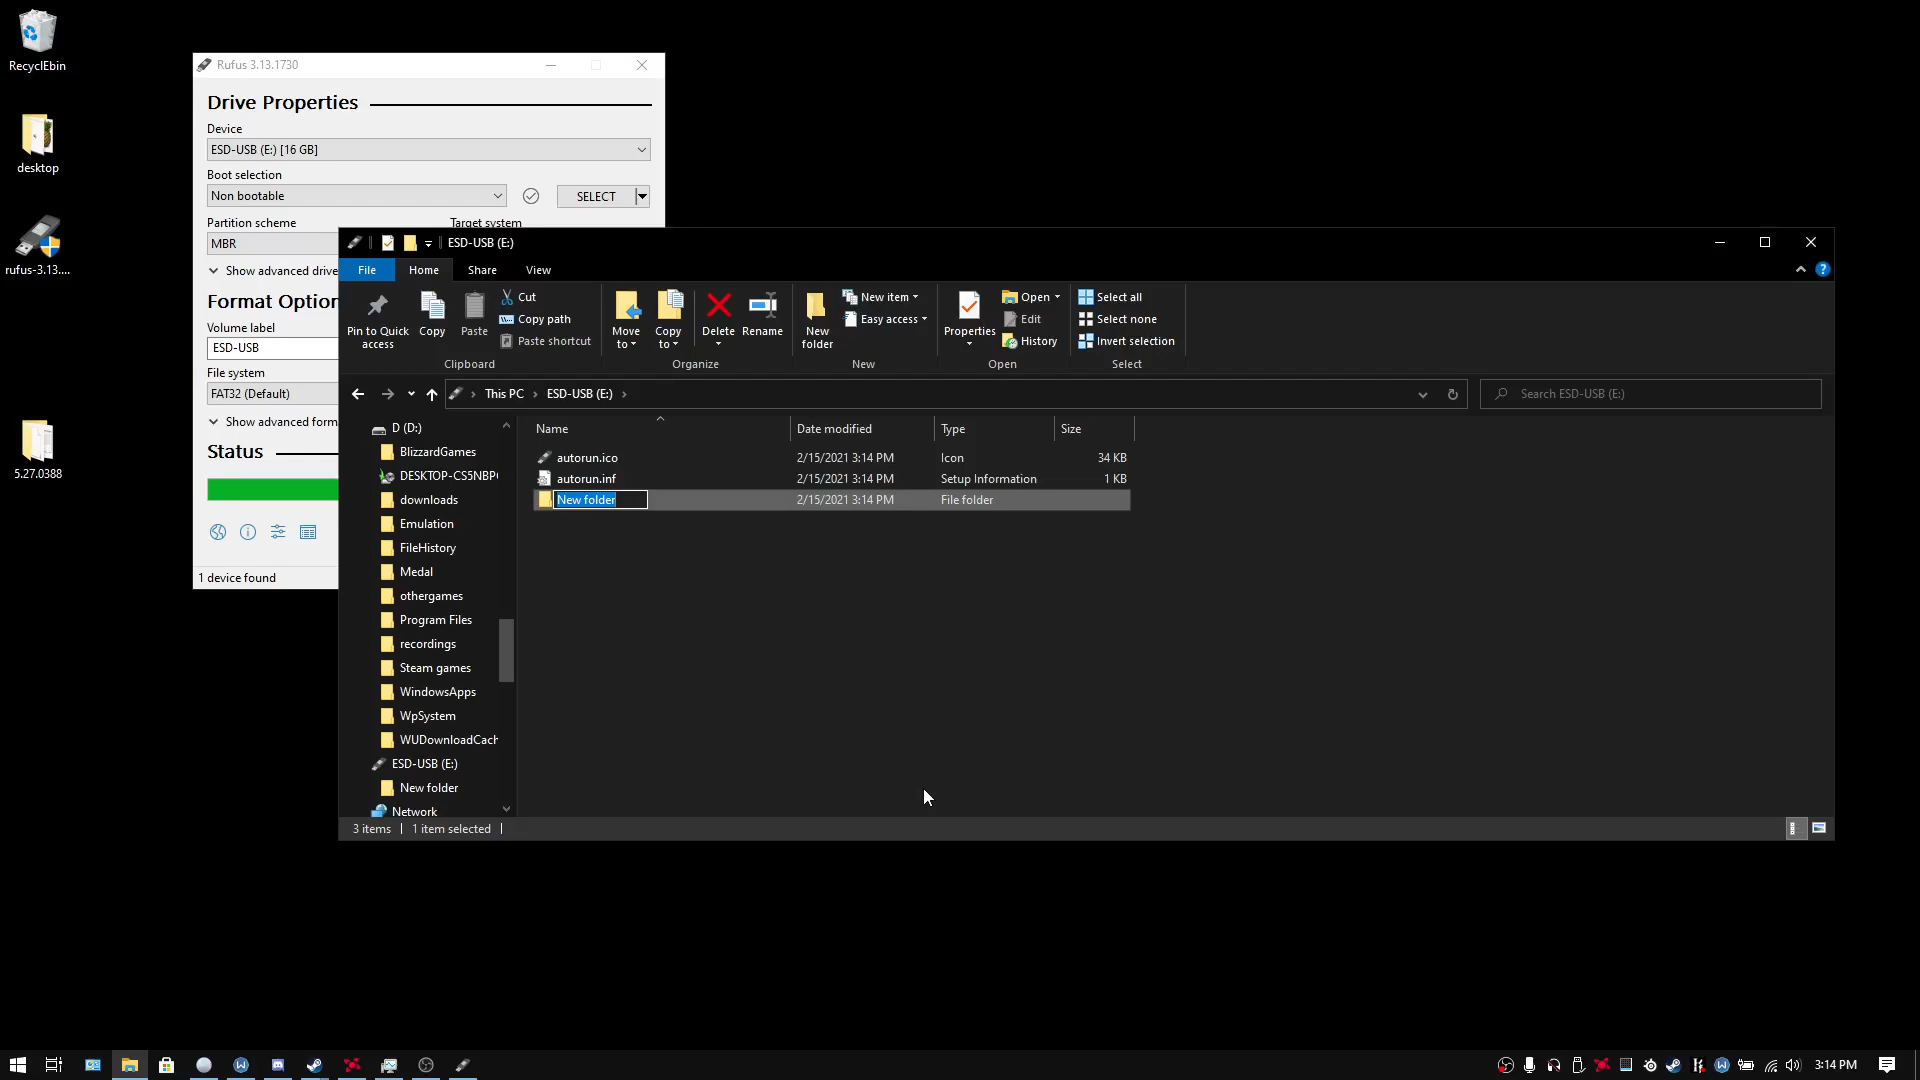 RecyclEbin
desktop
rufus-3.13....
5.27.0388
Rufus 3.13.1730
Drive Properties
Device
ESD-USB (E:) [16 GB]
Boot selection
Non bootable
SELECT
Partition scheme
Target system
MBR
Show advanced drive
Format Option
Volume label
ESD-USB
File system
FAT32 (Default)
Show advanced form
Status
1 device found
ESD-USB (E:)
File Home Share View
Pin to Quick access
Copy
Paste
Cut
Copy path
Paste shortcut
Clipboard
Move to
Copy to
Delete
Rename
Organize
New folder
New item
Easy access
New
Properties
Open
Edit
History
Open
Select all
Select none
Invert selection
Select
This PC > ESD-USB (E:) >
Search ESD-USB (E:)
D (D:)
BlizzardGames
DESKTOP-CS5NBP
downloads
Emulation
FileHistory
Medal
othergames
Program Files
recordings
Steam games
WindowsApps
WpSystem
WUDownloadCach
ESD-USB (E:)
New folder
Network
Name Date modified Type Size
autorun.ico 2/15/2021 3:14 PM Icon 34 KB
autorun.inf 2/15/2021 3:14 PM Setup Information 1 KB
New folder 2/15/2021 3:14 PM File folder
3 items 1 item selected
3:14 PM